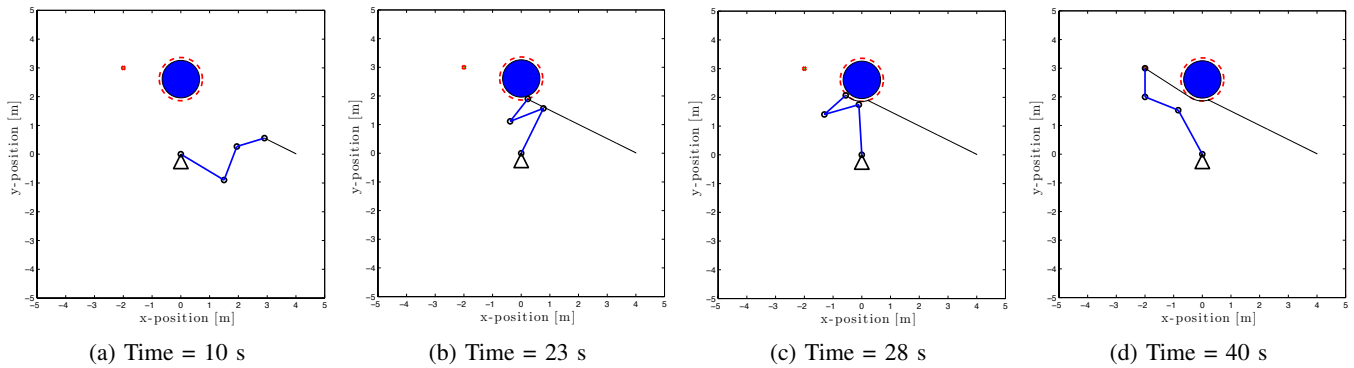 5
4
3
2
1
0
−1
−2
−3
−4
−5
−5 −4 −3 −2 −1 0 1 2 3 4 5
y-position [m]
x-position [m]
(a) Time = 10 s
5
4
3
2
1
0
−1
−2
−3
−4
−5
−5 −4 −3 −2 −1 0 1 2 3 4 5
y-position [m]
x-position [m]
(b) Time = 23 s
5
4
3
2
1
0
−1
−2
−3
−4
−5
−5 −4 −3 −2 −1 0 1 2 3 4 5
y-position [m]
x-position [m]
(c) Time = 28 s
5
4
3
2
1
0
−1
−2
−3
−4
−5
−5 −4 −3 −2 −1 0 1 2 3 4 5
y-position [m]
x-position [m]
(d) Time = 40 s